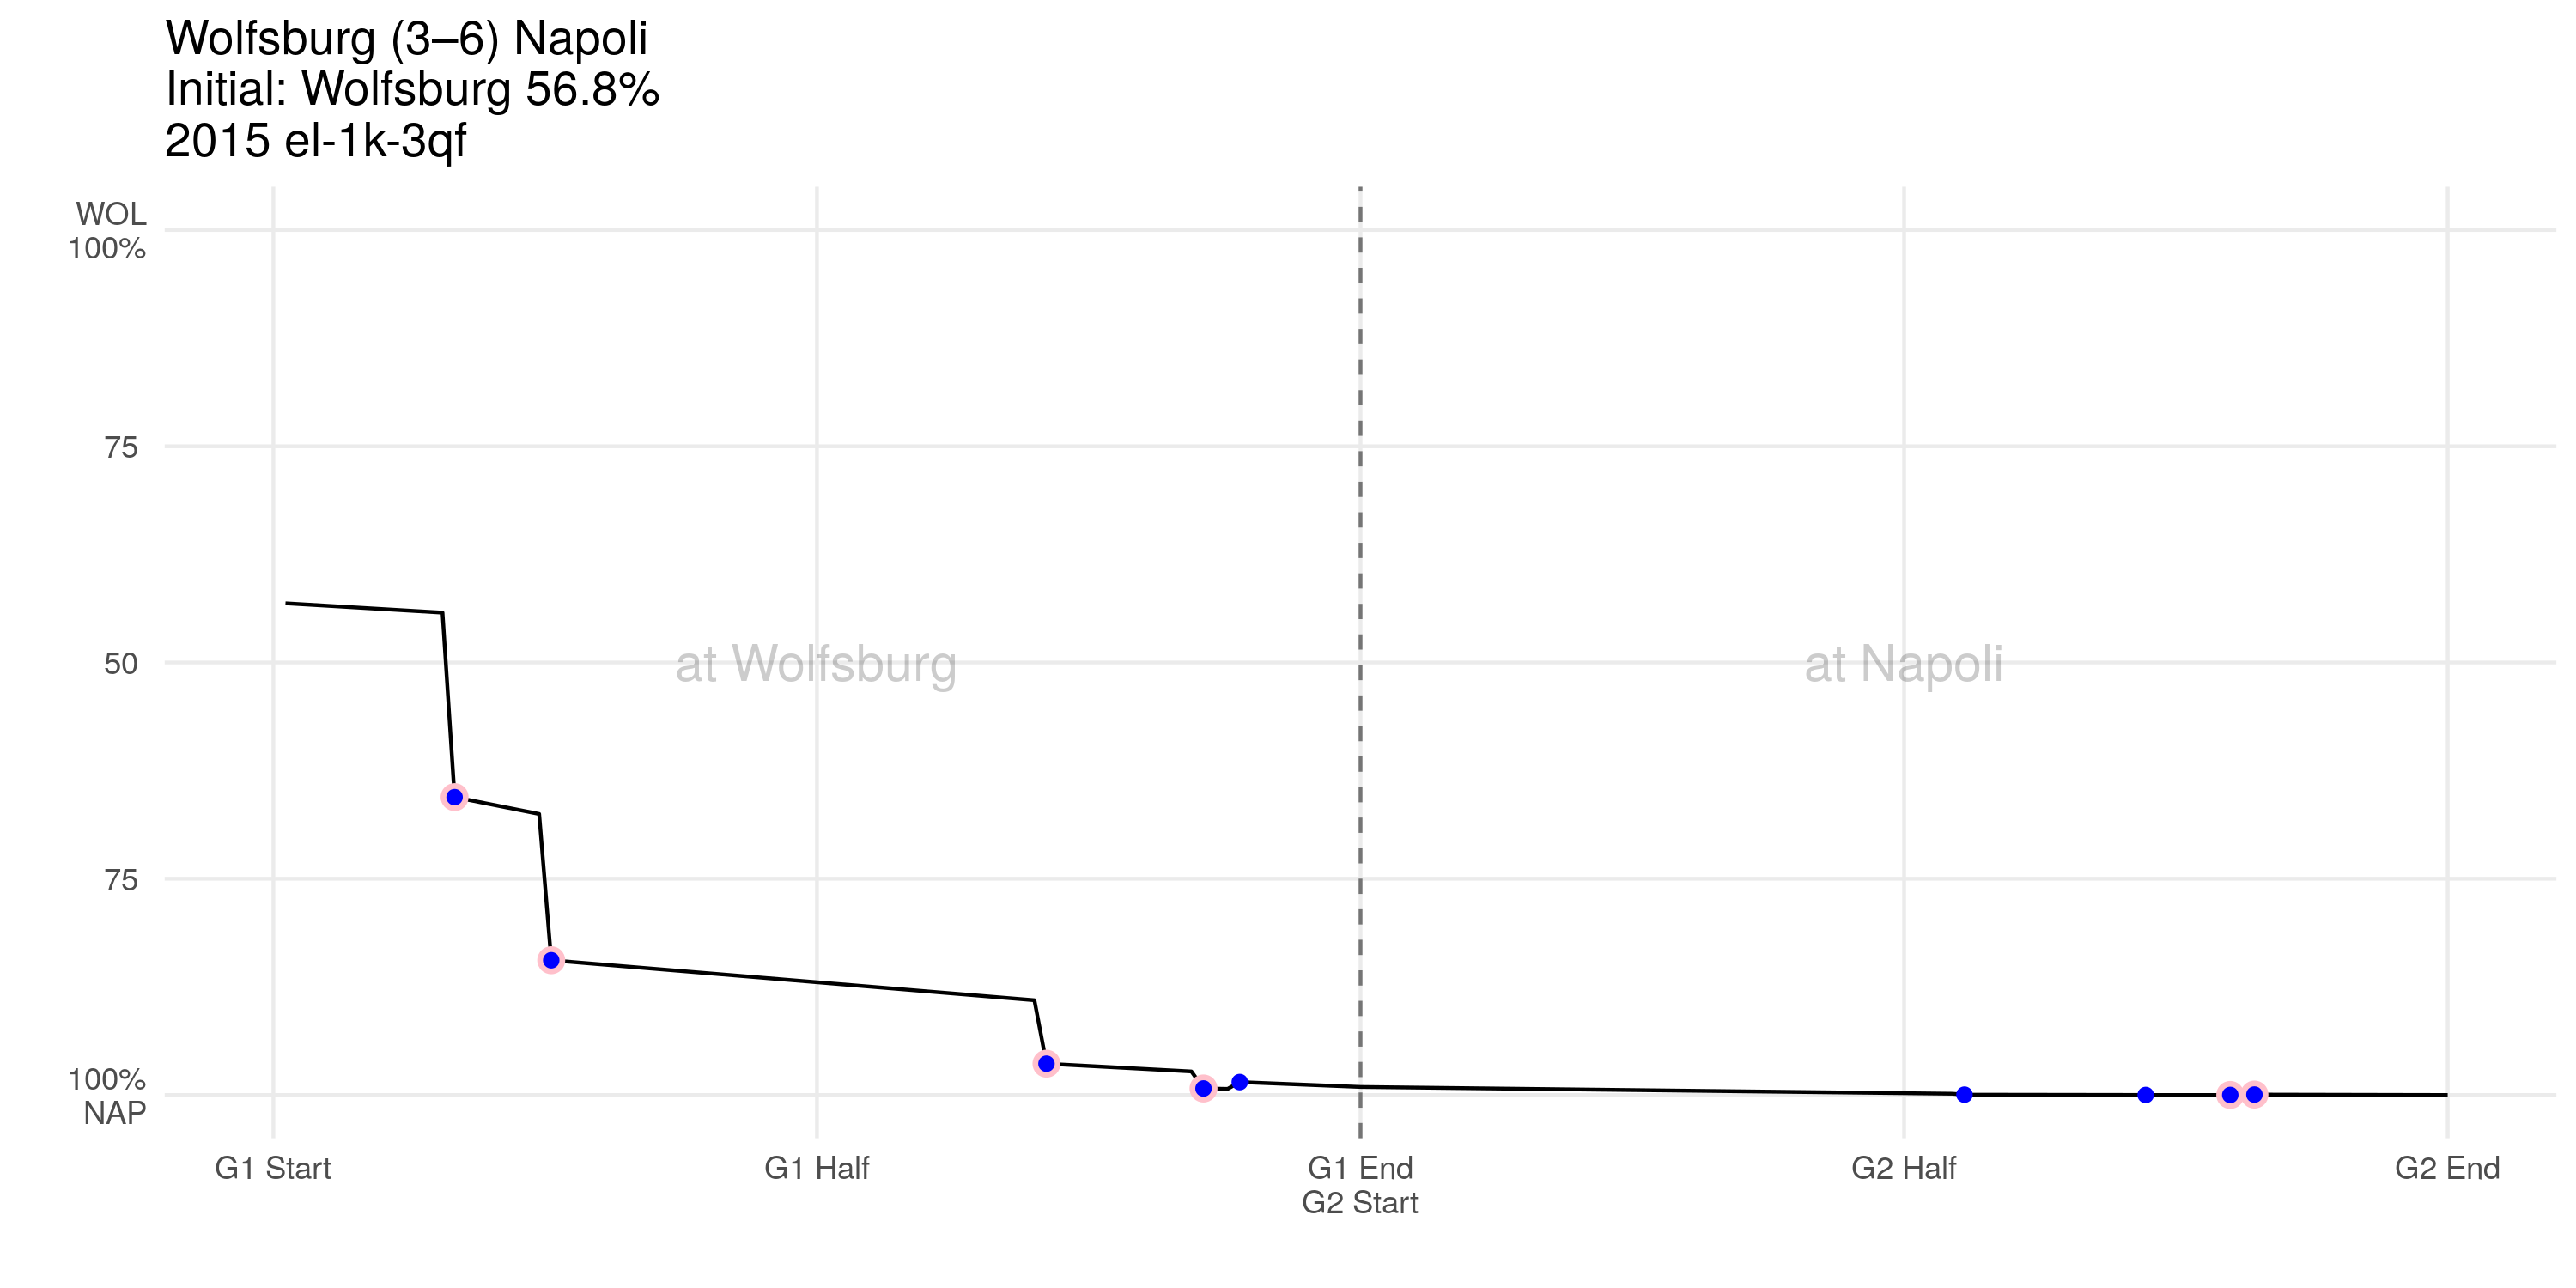 Wolfsburg (3–6) Napoli
Initial: Wolfsburg 56.8%
2015 el-1k-3qf
WOL
100%
75
50
75
100%
NAP
at Wolfsburg
at Napoli
G1 Start
G1 Half
G1 End
G2 Start
G2 Half
G2 End